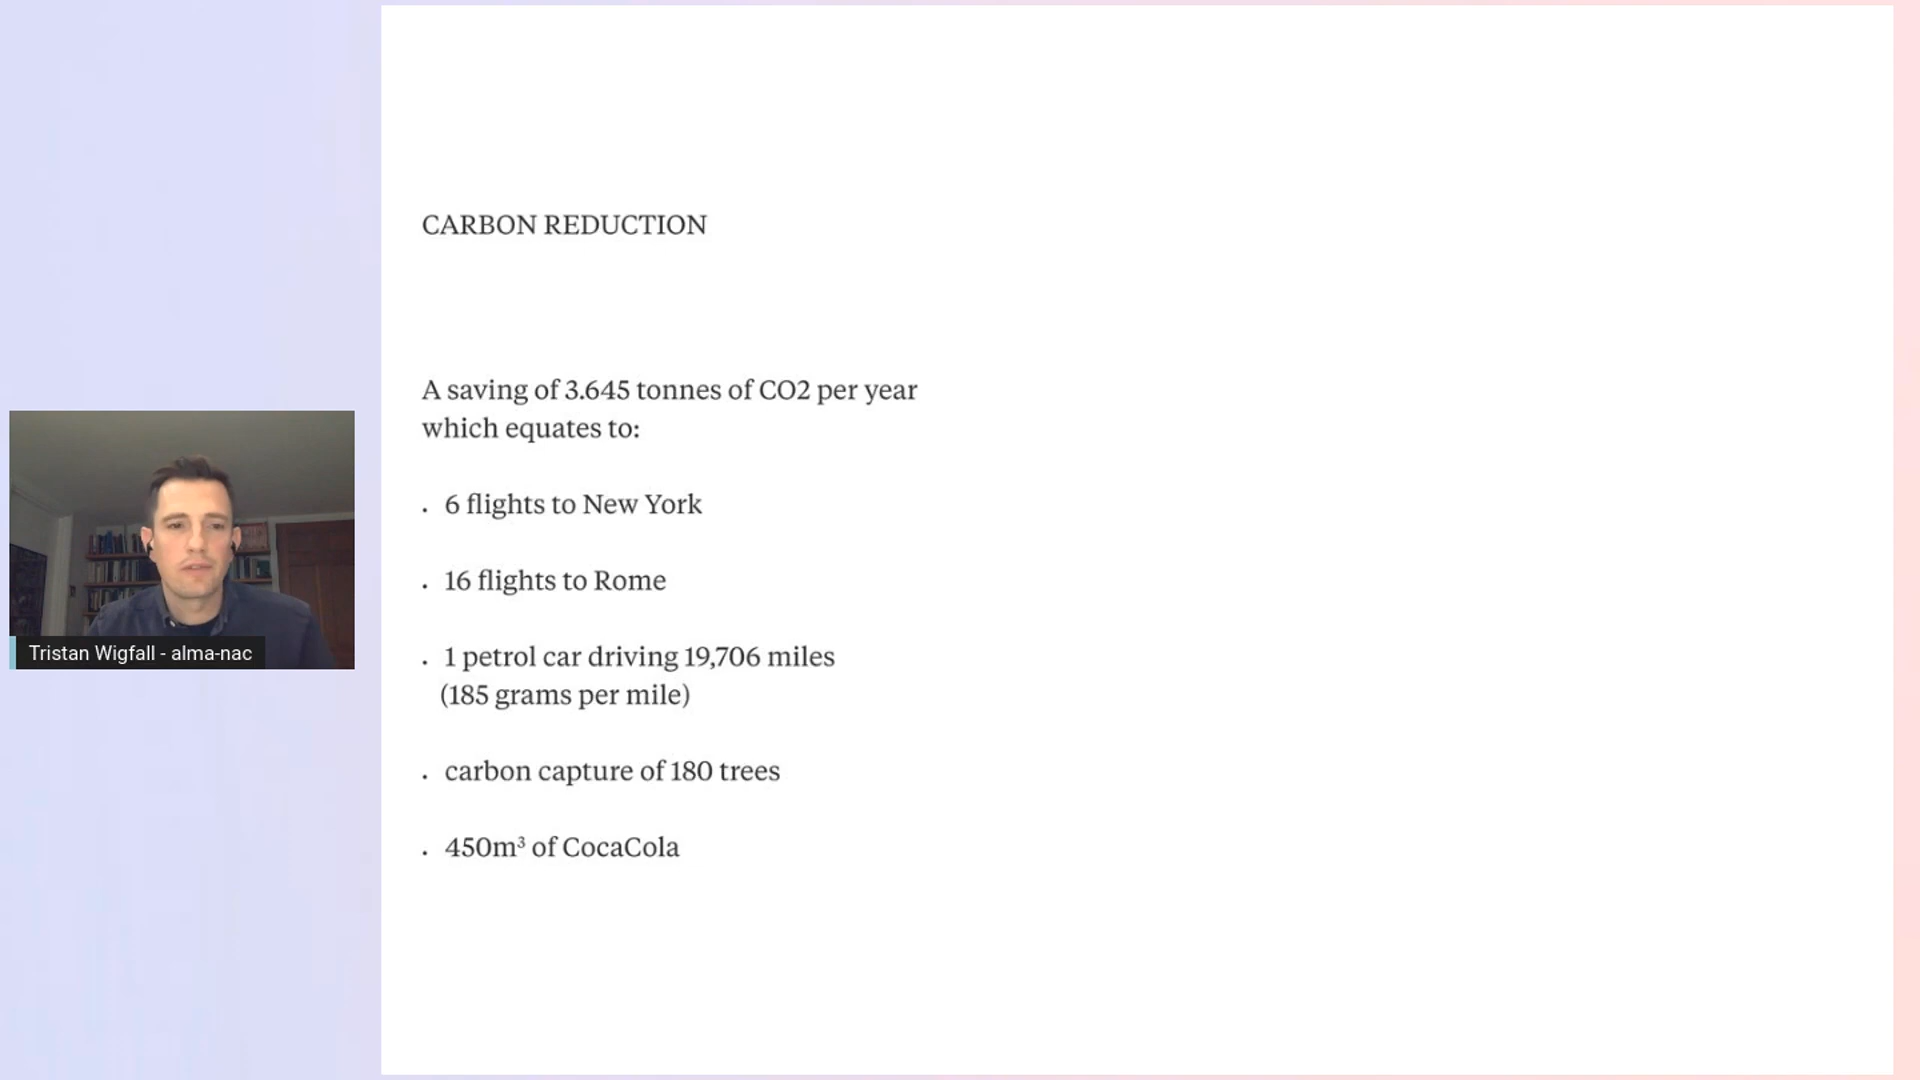 CARBON REDUCTION
A saving of 3.645 tonnes of CO2 per year
which equates to:
. 6 flights to New York
. 16 flights to Rome
. 1 petrol car driving 19,706 miles
(185 grams per mile)
. carbon capture of 180 trees
. 450m³ of CocaCola
Tristan Wigfall - alma-nac